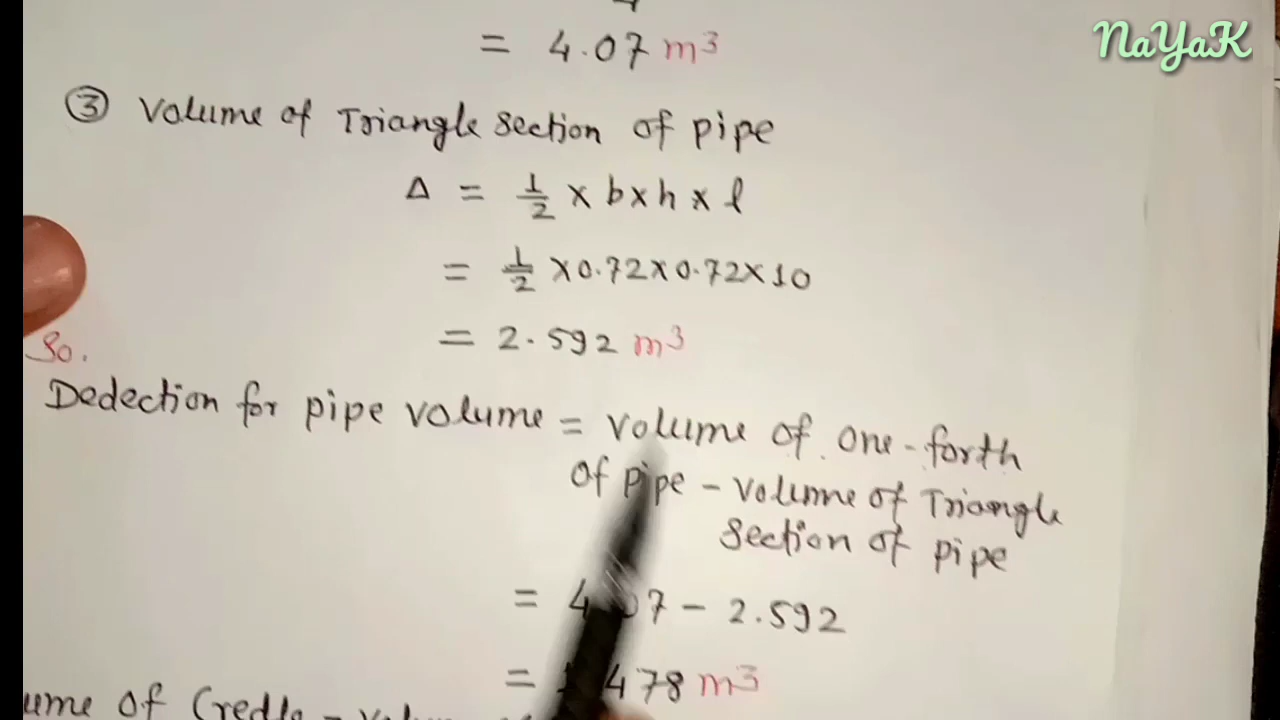 NaYaK
= 4.07 m³
③ Volume of Triangle section of pipe
Δ = 1/2 × b × h × l
= 1/2 × 0.72 × 0.72 × 10
= 2.592 m³
So.
Dedection for pipe volume = volume of one-forth
of pipe - volume of Triangle
section of pipe
= 4.07 - 2.592
= 478 m³
ume of Credle -